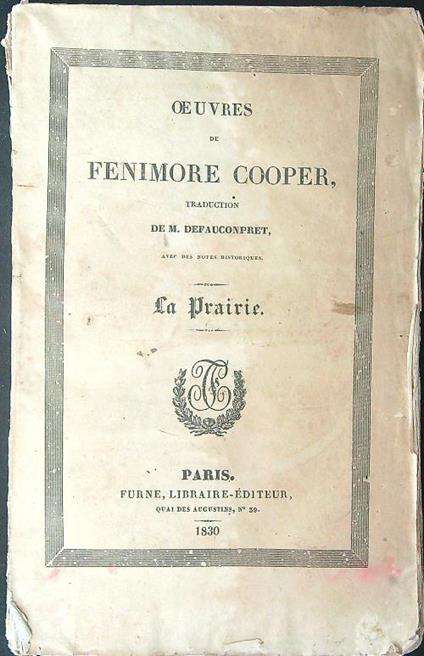 ŒUVRES
DE
FENIMORE COOPER,
TRADUCTION
DE M. DEFAUCONPRET,
AVEC DES NOTES HISTORIQUES.
La Prairie.
FC
PARIS.
FURNE, LIBRAIRE-ÉDITEUR,
QUAI DES AUGUSTINS, N° 39.
1830